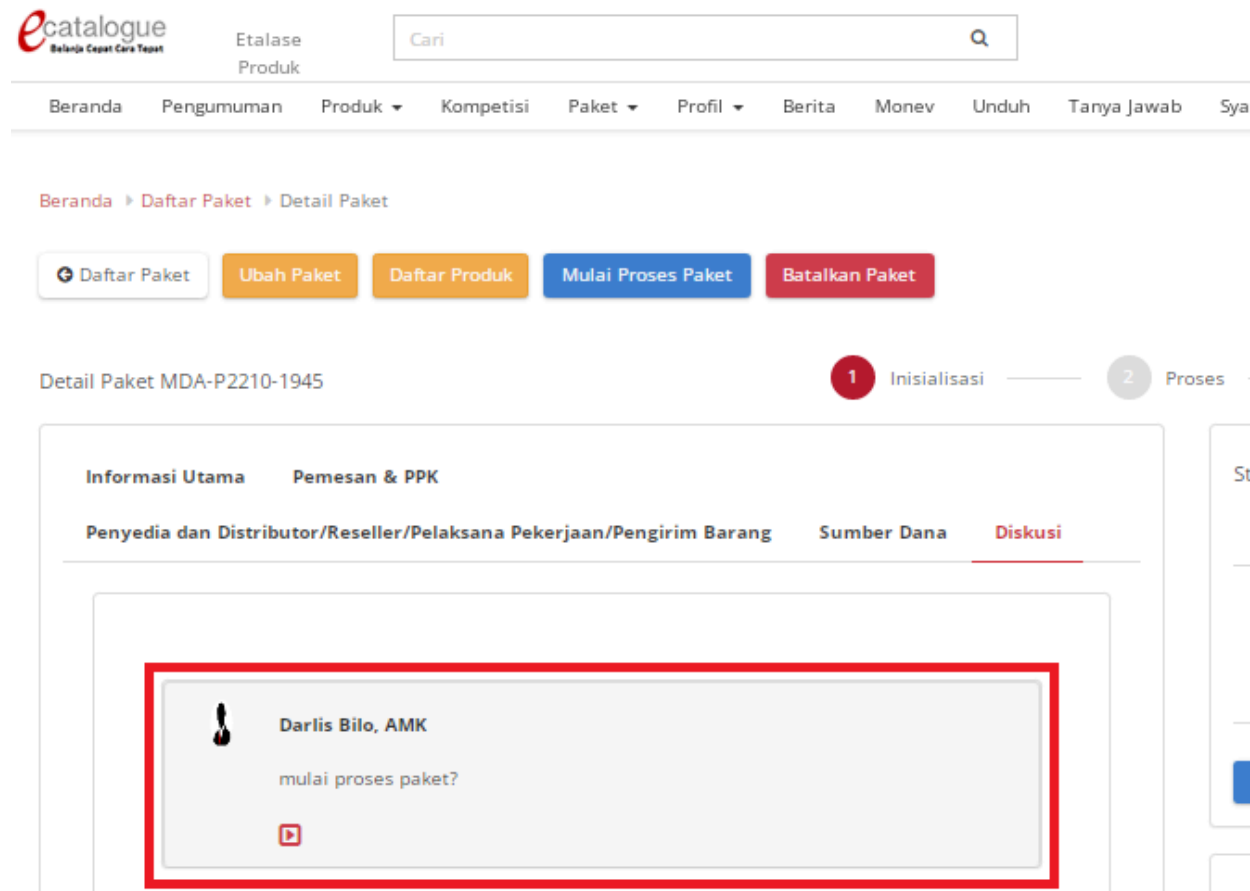 ecatalogue
Belanja Cepat Cara Tepat
Etalase
Produk
Cari
Beranda Pengumuman Produk Kompetisi Paket Profil Berita Monev Unduh Tanya Jawab Sya
Beranda Daftar Paket Detail Paket
Daftar Paket Ubah Paket Daftar Produk Mulai Proses Paket Batalkan Paket
Detail Paket MDA-P2210-1945
1 Inisialisasi 2 Proses
Informasi Utama Pemesan & PPK
St
Penyedia dan Distributor/Reseller/Pelaksana Pekerjaan/Pengirim Barang Sumber Dana Diskusi
Darlis Bilo, AMK
mulai proses paket?